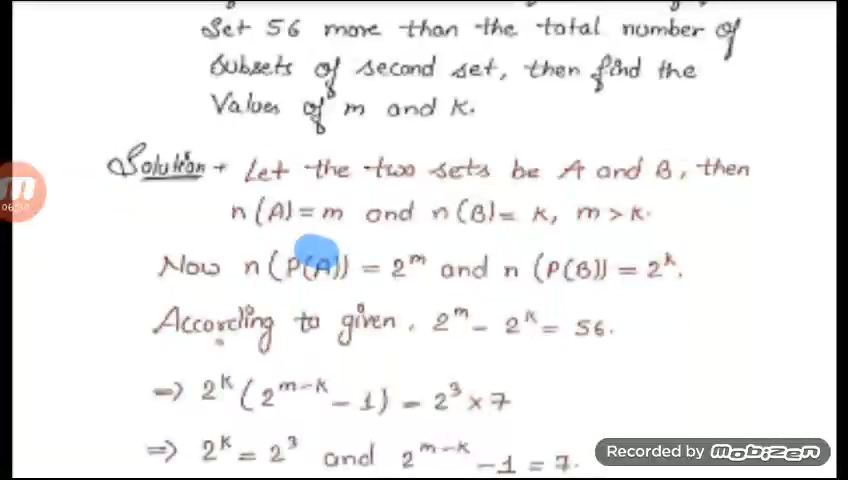 Set 56 more than the total number of
Subsets of second set, then find the
Values of m and k.
Solution + Let the two sets be A and B, then
n(A)=m and n(B)= k, m > k.
Now n(P(A)) = 2^m and n(P(B)) = 2^k.
According to given, 2^m - 2^k = 56.
=> 2^k (2^m-k - 1) = 2^3 × 7
=> 2^k = 2^3 and 2^m-k - 1 = 7.
Recorded by mobizen